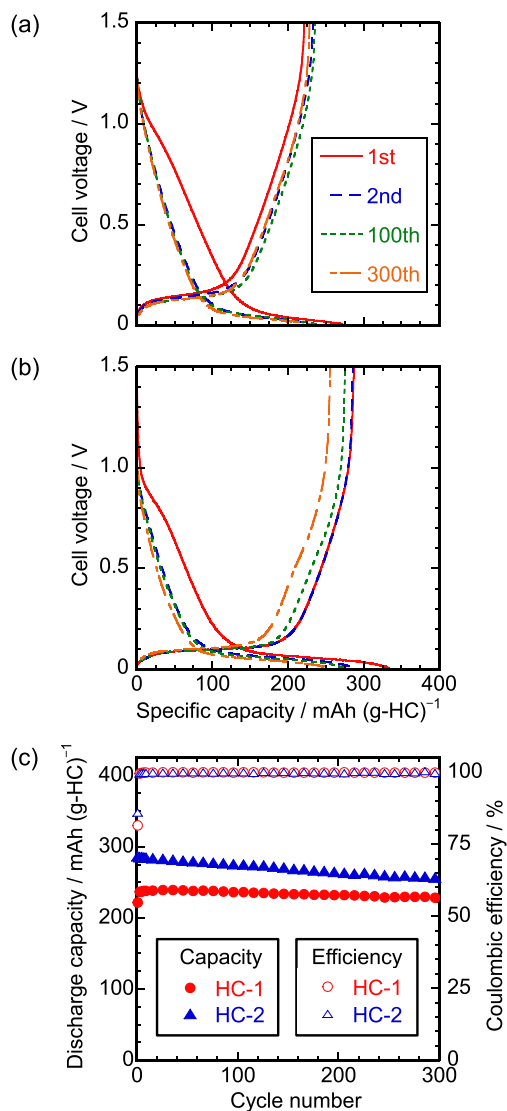 (a)
1.5
1.0
0.5
0
Cell voltage / V
1st
2nd
100th
300th
(b)
1.5
1.0
0.5
0
Cell voltage / V
0 100 200 300 400
Specific capacity / mAh (g-HC)⁻¹
(c)
400
300
200
100
0
Discharge capacity / mAh (g-HC)⁻¹
100
75
50
25
0
Coulombic efficiency / %
Capacity
HC-1
HC-2
Efficiency
HC-1
HC-2
0 100 200 300
Cycle number